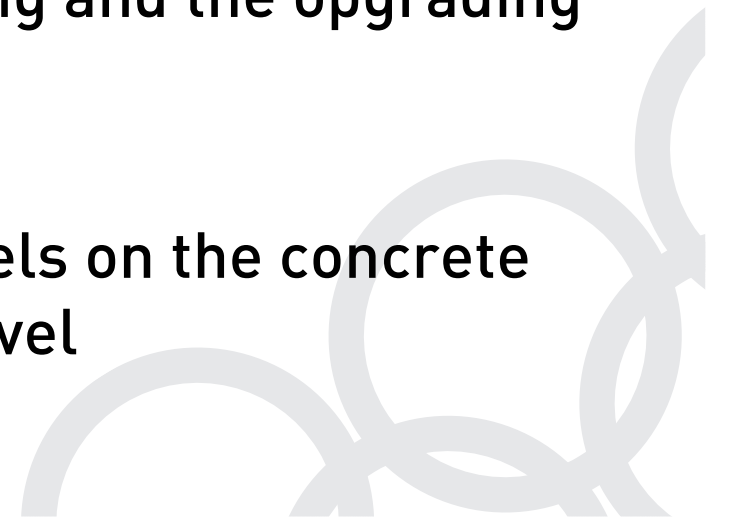 and the upgrading
els on the concrete
vel